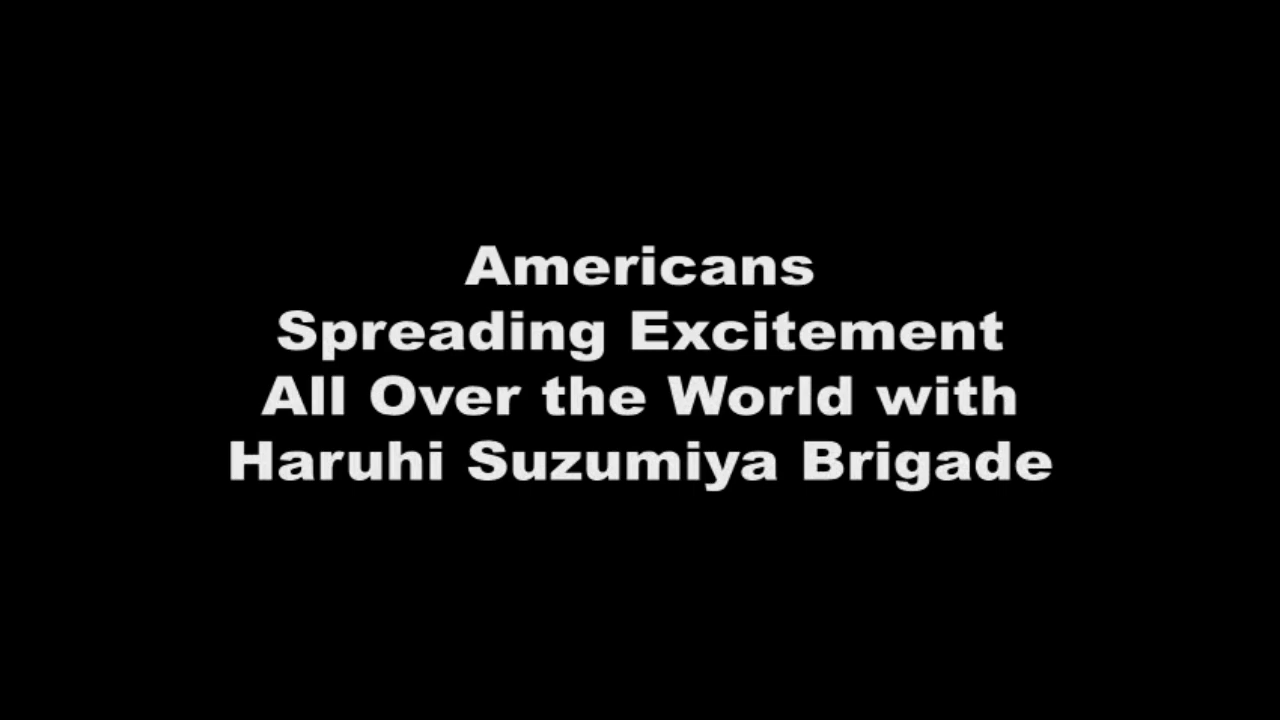 Americans
Spreading Excitement
All Over the World with
Haruhi Suzumiya Brigade